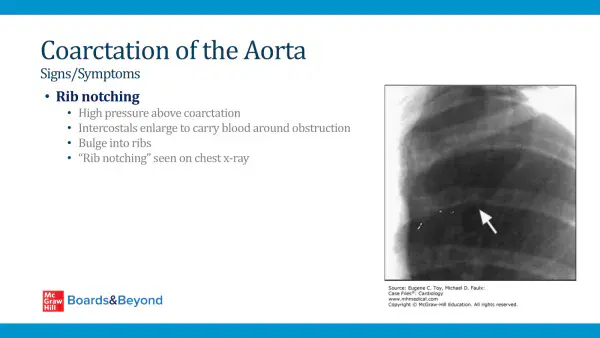 Coarctation of the Aorta
Signs/Symptoms
• Rib notching
• High pressure above coarctation
• Intercostals enlarge to carry blood around obstruction
• Bulge into ribs
• “Rib notching” seen on chest x-ray
Source: Eugene C. Toy, Michael D. Faulx:
Case Files®: Cardiology
www.mhmedical.com
Copyright © McGraw-Hill Education. All rights reserved.
Mc
Graw
Hill
Boards&Beyond